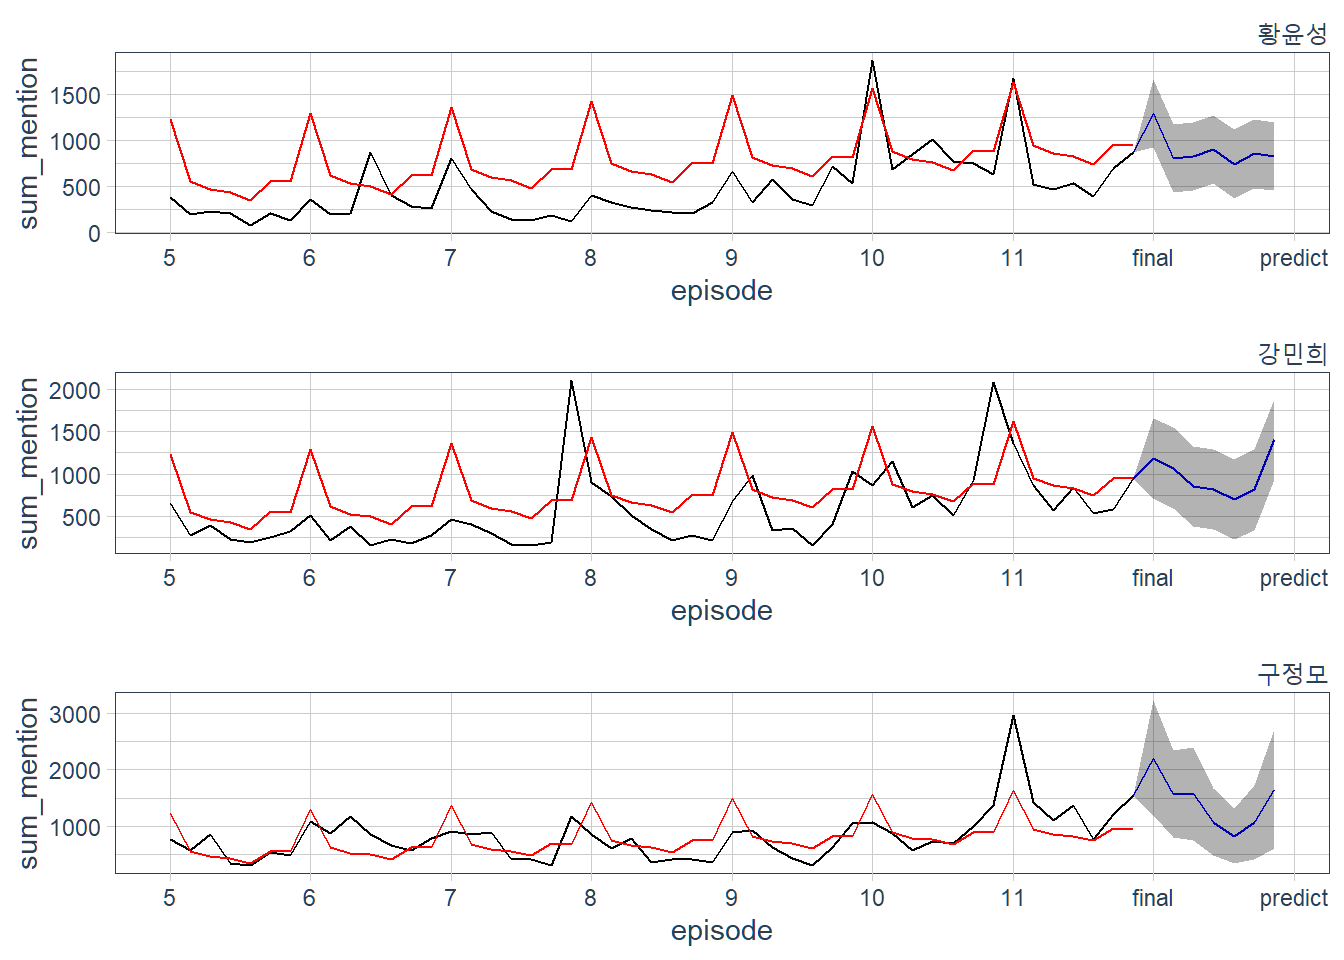 황윤성
sum_mention
1500
1000
500
0
5 6 7 8 9 10 11 final predict
episode
강민희
sum_mention
2000
1500
1000
500
5 6 7 8 9 10 11 final predict
episode
구정모
sum_mention
3000
2000
1000
5 6 7 8 9 10 11 final predict
episode